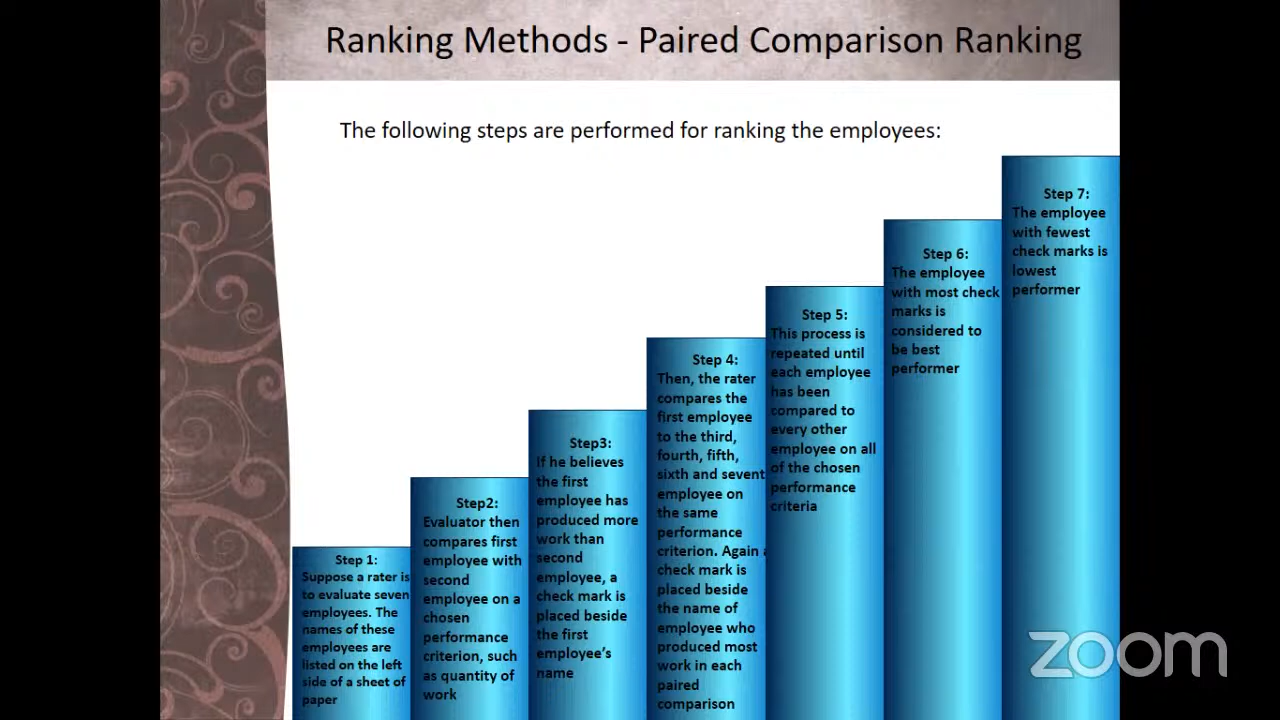 Ranking Methods - Paired Comparison Ranking
The following steps are performed for ranking the employees:
Step 1:
Suppose a rater is
to evaluate seven
employees. The
names of these
employees are
listed on the left
side of a sheet of
paper
Step2:
Evaluator then
compares first
employee with
second
employee on a
chosen
performance
criterion, such
as quantity of
work
Step3:
If he believes
the first
employee has
produced more
work than
second
employee, a
check mark is
placed beside
the first
employee’s
name
Step 4:
Then, the rater
compares the
first employee
to the third,
fourth, fifth,
sixth and sevent
employee on
the same
performance
criterion. Again a
check mark is
placed beside
the name of
employee who
produced most
work in each
paired
comparison
Step 5:
This process is
repeated until
each employee
has been
compared to
every other
employee on all
of the chosen
performance
criteria
Step 6:
The employee
with most check
marks is
considered to
be best
performer
Step 7:
The employee
with fewest
check marks is
lowest
performer
zoom